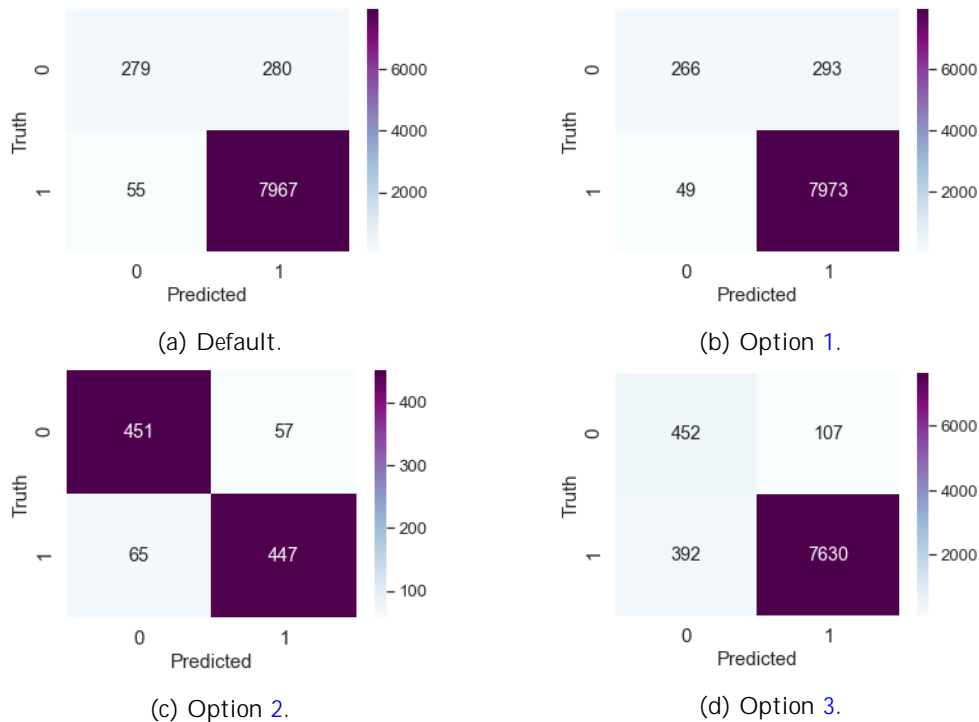 0 279 280
6000
Truth
4000
1 55 7967
2000
0 1
Predicted
(a) Default.
0 266 293
6000
Truth
4000
1 49 7973
2000
0 1
Predicted
(b) Option 1.
0 451 57
400
300
Truth
200
1 65 447
100
0 1
Predicted
(c) Option 2.
0 452 107
6000
Truth
4000
1 392 7630
2000
0 1
Predicted
(d) Option 3.